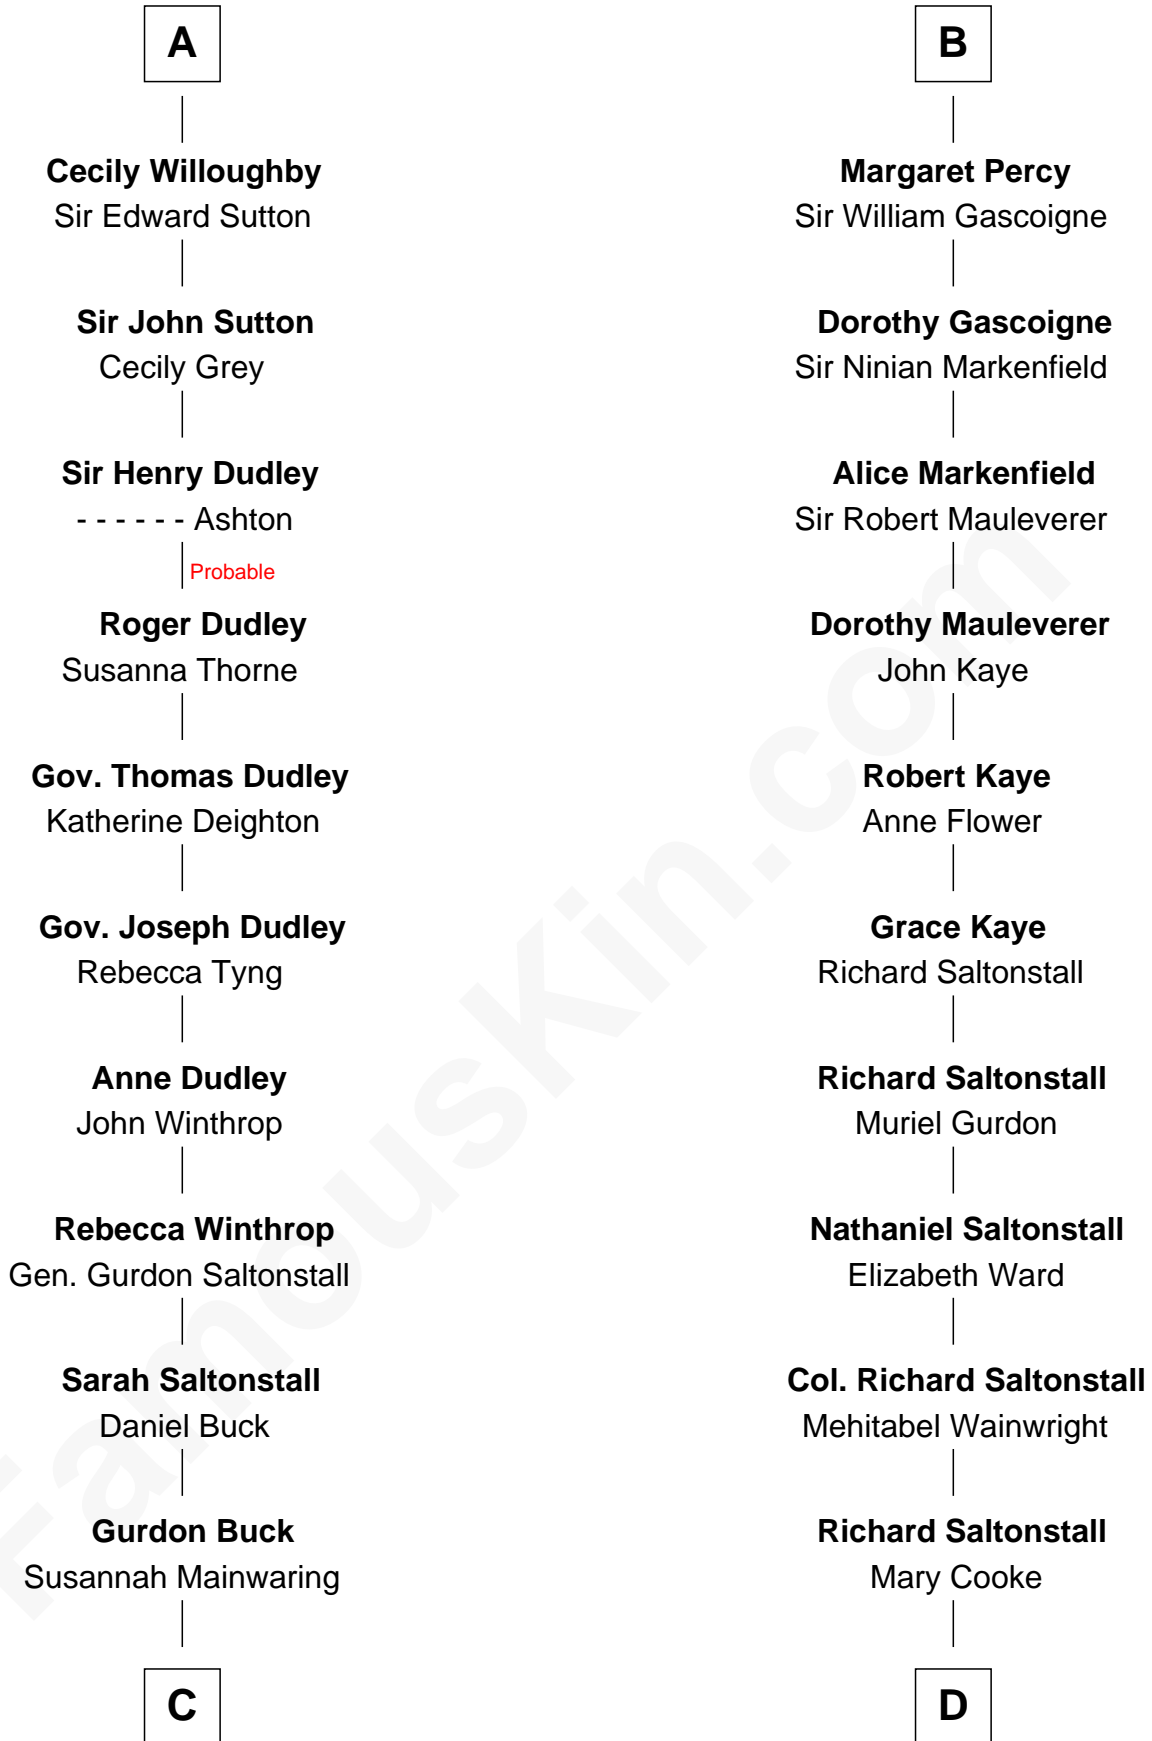 A
Cecily Willoughby
Sir Edward Sutton
Sir John Sutton
Cecily Grey
Sir Henry Dudley
- - - - - - Ashton
Probable
Roger Dudley
Susanna Thorne
Gov. Thomas Dudley
Katherine Deighton
Gov. Joseph Dudley
Rebecca Tyng
Anne Dudley
John Winthrop
Rebecca Winthrop
Gen. Gurdon Saltonstall
Sarah Saltonstall
Daniel Buck
Gurdon Buck
Susannah Mainwaring
C
B
Margaret Percy
Sir William Gascoigne
Dorothy Gascoigne
Sir Ninian Markenfield
Alice Markenfield
Sir Robert Mauleverer
Dorothy Mauleverer
John Kaye
Robert Kaye
Anne Flower
Grace Kaye
Richard Saltonstall
Richard Saltonstall
Muriel Gurdon
Nathaniel Saltonstall
Elizabeth Ward
Col. Richard Saltonstall
Mehitabel Wainwright
Richard Saltonstall
Mary Cooke
D
FamousKin.com